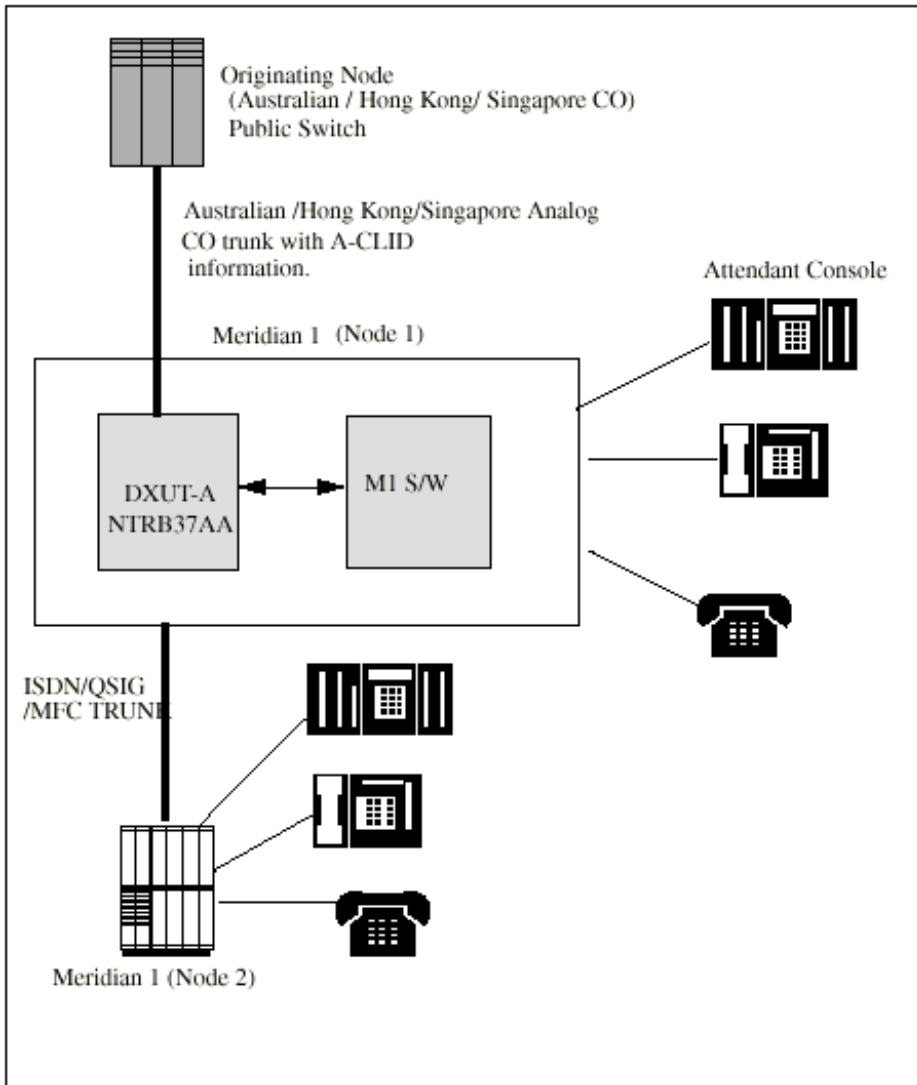 Originating Node
(Australian / Hong Kong/ Singapore CO)
Public Switch
Australian /Hong Kong/Singapore Analog
CO trunk with A-CLID
information.
Attendant Console
Meridian 1 (Node 1)
DXUT-A
NTRB37AA
M1 S/W
ISDN/QSIG
/MFC TRUNK
Meridian 1 (Node 2)